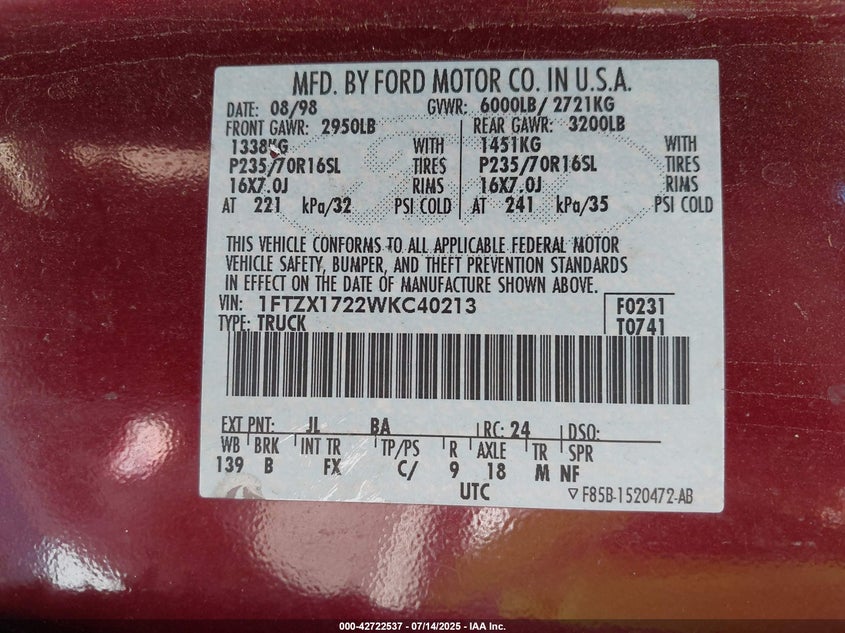 MFD. BY FORD MOTOR CO. IN U.S.A.
DATE: 08/98 GVWR: 6000LB/ 2721KG
FRONT GAWR: 2950LB REAR GAWR: 3200LB
1338KG WITH 1451KG WITH
P235/70R16SL TIRES P235/70R16SL TIRES
16X7.0J RIMS 16X7.0J RIMS
AT 221 kPa/32 PSI COLD AT 241 kPa/35 PSI COLD
THIS VEHICLE CONFORMS TO ALL APPLICABLE FEDERAL MOTOR
VEHICLE SAFETY, BUMPER, AND THEFT PREVENTION STANDARDS
IN EFFECT ON THE DATE OF MANUFACTURE SHOWN ABOVE.
VIN: 1FTZX1722WKC40213 F0231
TYPE: TRUCK T0741
EXT PNT: JL BA RC: 24 DSO:
WB BRK INT TR TP/PS R AXLE TR SPR
139 B FX C/ 9 18 M NF
UTC ▽F85B-1520472-AB
000-42722537 - 07/14/2025 - IAA Inc.